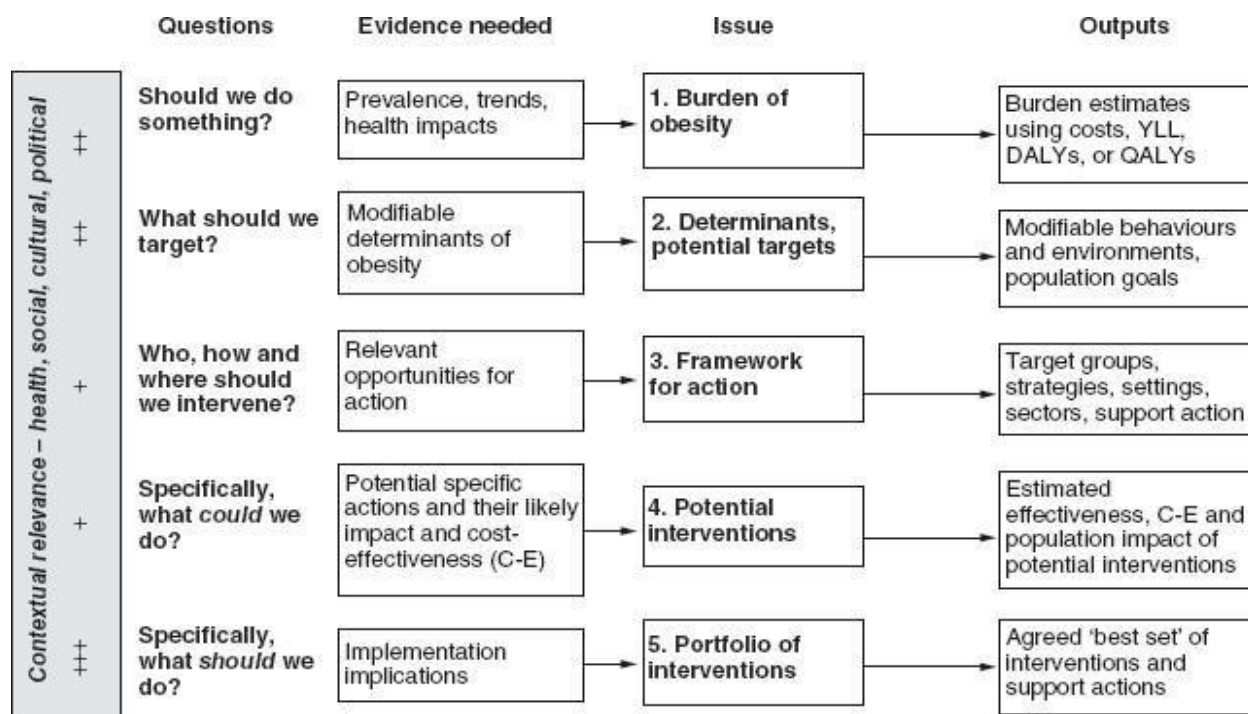 Questions
Evidence needed
Issue
Outputs
Contextual relevance – health, social, cultural, political
++
Should we do
something?
Prevalence, trends,
health impacts
1. Burden of
obesity
Burden estimates
using costs, YLL,
DALYs, or QALYs
++
What should we
target?
Modifiable
determinants of
obesity
2. Determinants,
potential targets
Modifiable behaviours
and environments,
population goals
+
Who, how and
where should
we intervene?
Relevant
opportunities for
action
3. Framework
for action
Target groups,
strategies, settings,
sectors, support action
+
Specifically,
what could we
do?
Potential specific
actions and their likely
impact and cost-
effectiveness (C-E)
4. Potential
interventions
Estimated
effectiveness, C-E and
population impact of
potential interventions
+++
Specifically,
what should we
do?
Implementation
implications
5. Portfolio of
interventions
Agreed ‘best set’ of
interventions and
support actions